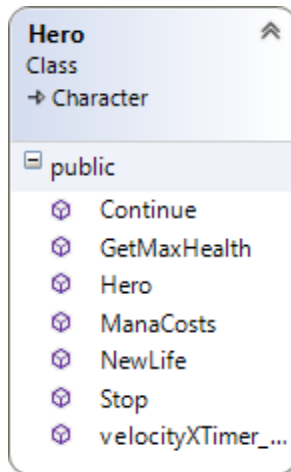 Hero
Class
Character
public
Continue
GetMaxHealth
Hero
ManaCosts
NewLife
Stop
velocityXTimer_...